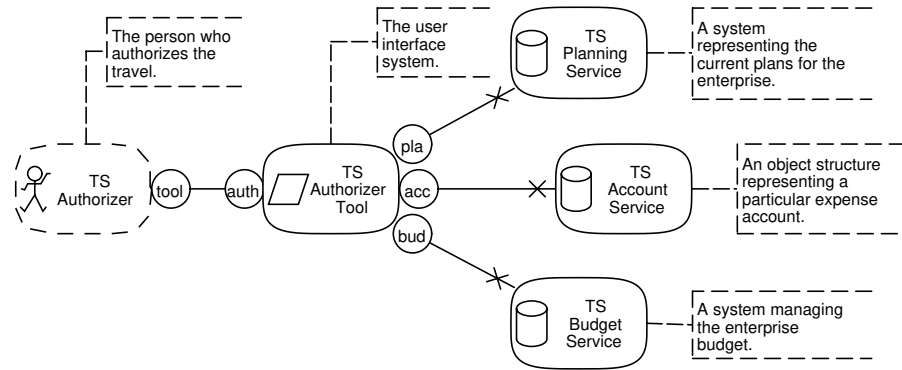 The person who
authorizes the
travel.
The user
interface
system.
TS
Planning
Service
A system
representing the
current plans for the
enterprise.
TS
Authorizer
tool
auth
TS
Authorizer
Tool
pla
acc
bud
TS
Account
Service
An object structure
representing a
particular expense
account.
TS
Budget
Service
A system managing
the enterprise
budget.